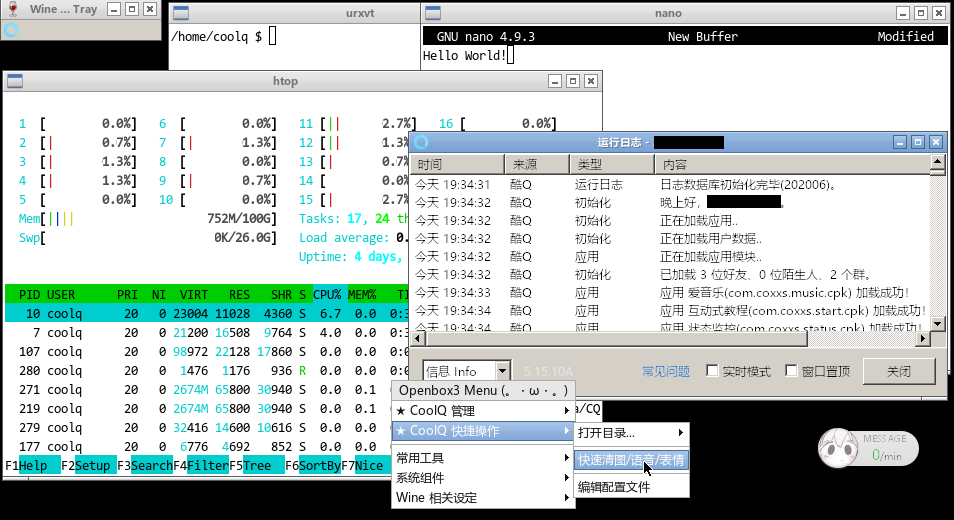 Wine ... Tray
urxvt
/home/coolq $
nano
GNU nano 4.9.3 New Buffer Modified
Hello World!
htop
1 [ 0.0%] 6 [ 0.0%] 11 [|| 2.7%] 16 [ 0.0%]
2 [| 0.7%] 7 [| 1.3%] 12 [|| 1.3%
3 [| 1.3%] 8 [ 0.0%] 13 [| 0.7%
4 [| 1.3%] 9 [| 0.7%] 14 [ 0.0%
5 [ 0.0%] 10 [ 0.0%] 15 [| 2.7%
Mem[|||| 752M/100G] Tasks: 17, 24 th
Swp[ 0K/26.0G] Load average: 0.
Uptime: 4 days,
PID USER PRI NI VIRT RES SHR S CPU% MEM% TI
10 coolq 20 0 23004 11028 4360 S 6.7 0.0 0:
7 coolq 20 0 21200 16508 9764 S 4.0 0.0 0:
107 coolq 20 0 98972 22128 17860 S 0.0 0.0 0:
280 coolq 20 0 1476 1176 936 R 0.0 0.0 0:
271 coolq 20 0 2674M 65800 30940 S 0.0 0.1 0:
219 coolq 20 0 2674M 65800 30940 S 0.0 0.1
279 coolq 20 0 32416 14600 10616 S 0.0 0.0
177 coolq 20 0 6776 4692 852 S 0.0 0.0
F1Help F2Setup F3SearchF4FilterF5Tree F6SortByF7Nice
运行日志 -
时间 来源 类型 内容
今天 19:34:31 酷Q 运行日志 日志数据库初始化完毕(202006)。
今天 19:34:32 酷Q 初始化 晚上好, 。
今天 19:34:32 酷Q 初始化 正在加载应用..
今天 19:34:32 酷Q 初始化 正在加载用户数据..
今天 19:34:32 酷Q 应用 正在加载应用模块..
今天 19:34:32 酷Q 初始化 已加载 3 位好友、0 位陌生人、2 个群。
今天 19:34:33 酷Q 应用 应用 爱音乐(com.coxxs.music.cpk) 加载成功!
今天 19:34:34 酷Q 应用 应用 互动式教程(com.coxxs.start.cpk) 加载成功!
今天 19:34:34 酷Q 应用 应用 状态监控(com.coxxs.status.cpk) 加载成功!
信息 Info 5.15.10A 常见问题 实时模式 窗口置顶 关闭
a/CQ
Openbox3 Menu (。・ω・。)
★ CoolQ 管理
★ CoolQ 快捷操作
常用工具
系统组件
Wine 相关设定
打开目录...
快速清图/语音/表情
编辑配置文件
MESSAGE
0/min